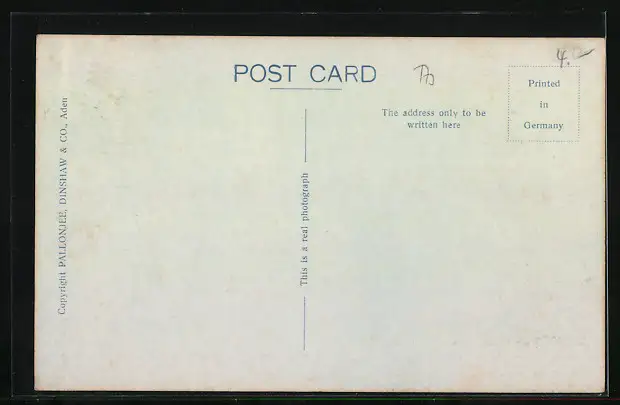 POST CARD
4.-
The address only to be
written here
Printed
in
Germany
Copyright PALLONJEE, DINSHAW & CO., Aden
This is a real photograph